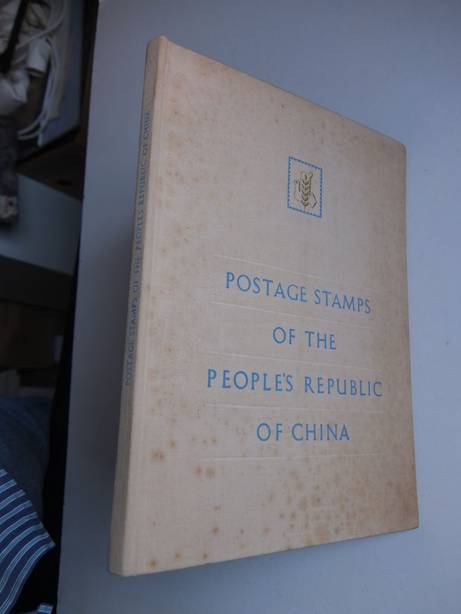 POSTAGE STAMPS
OF THE
PEOPLE'S REPUBLIC
OF CHINA
POSTAGE STAMPS OF THE PEOPLE'S REPUBLIC OF CHINA